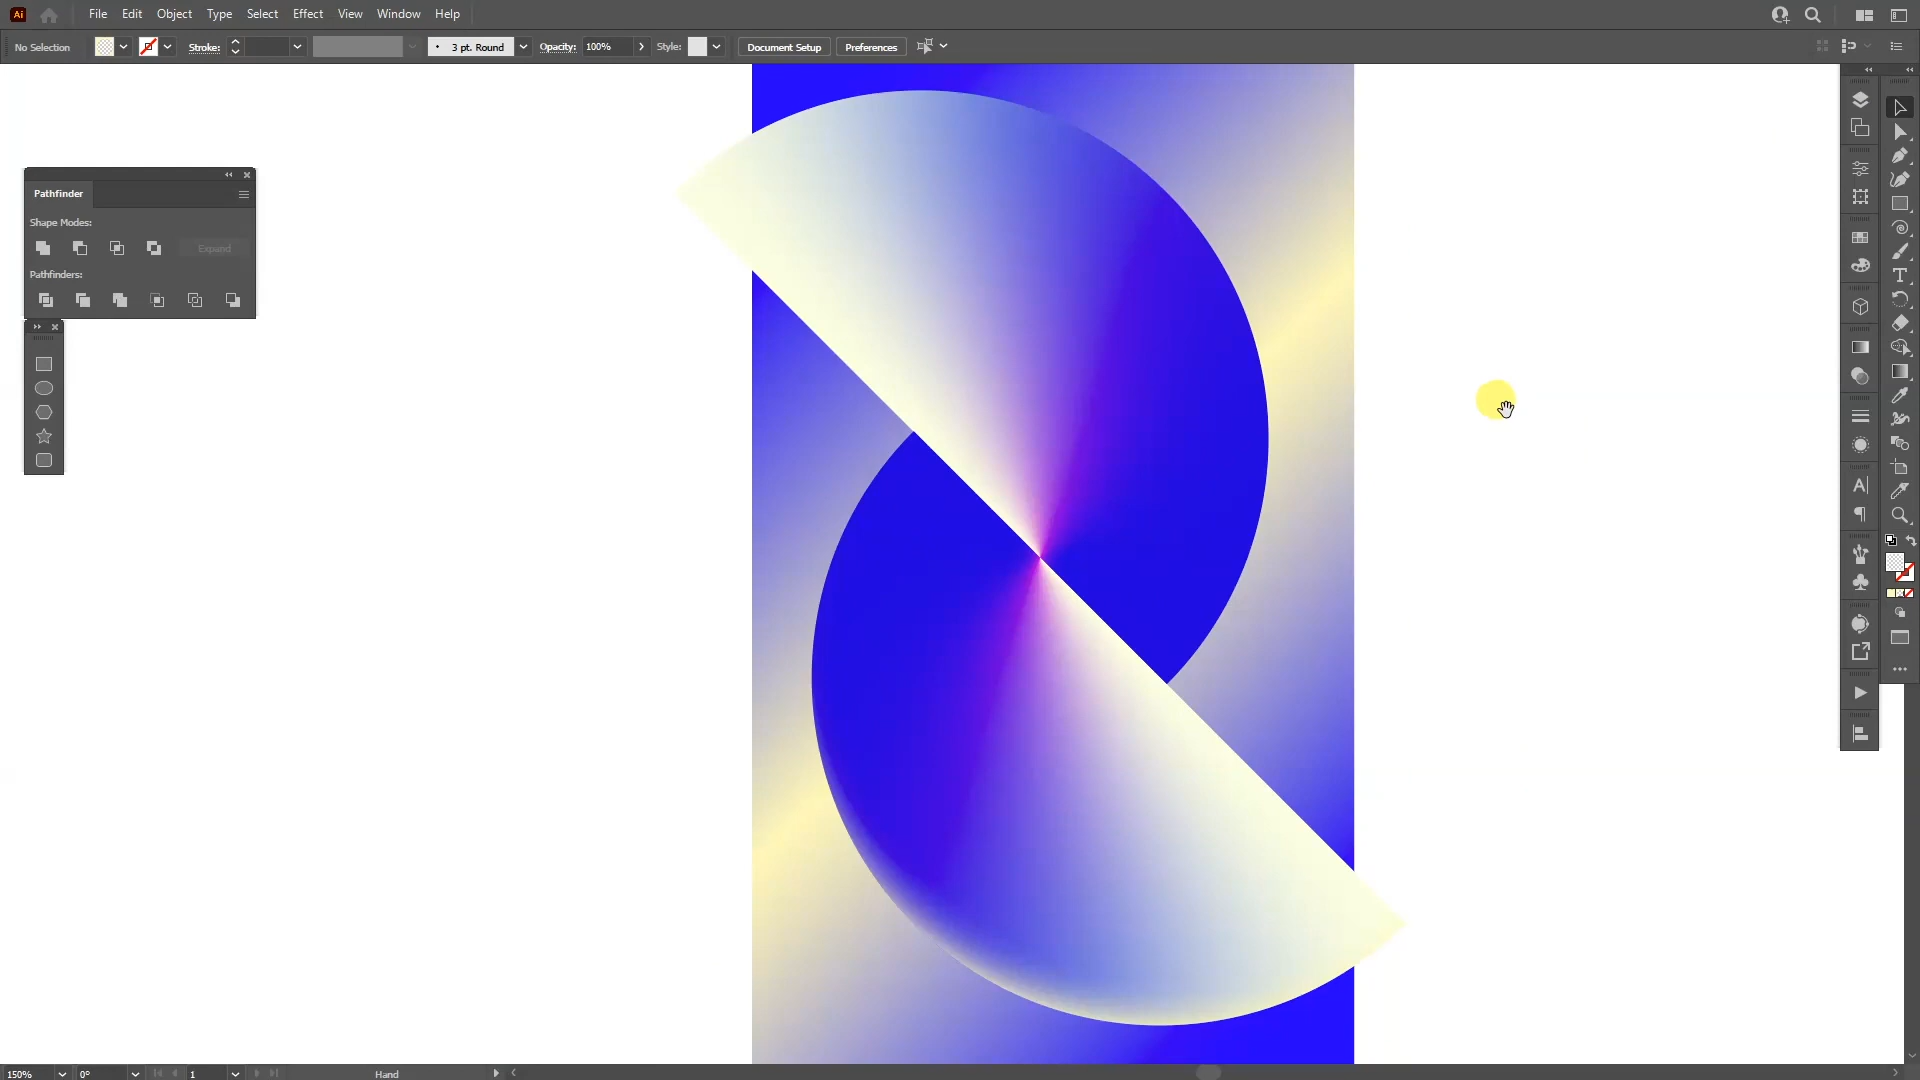 Ai File Edit Object Type Select Effect View Window Help
No Selection Stroke: 3 pt. Round Opacity: 100% Style: Document Setup Preferences
Pathfinder
Shape Modes:
Expand
Pathfinders:
150% 0° 1 Hand